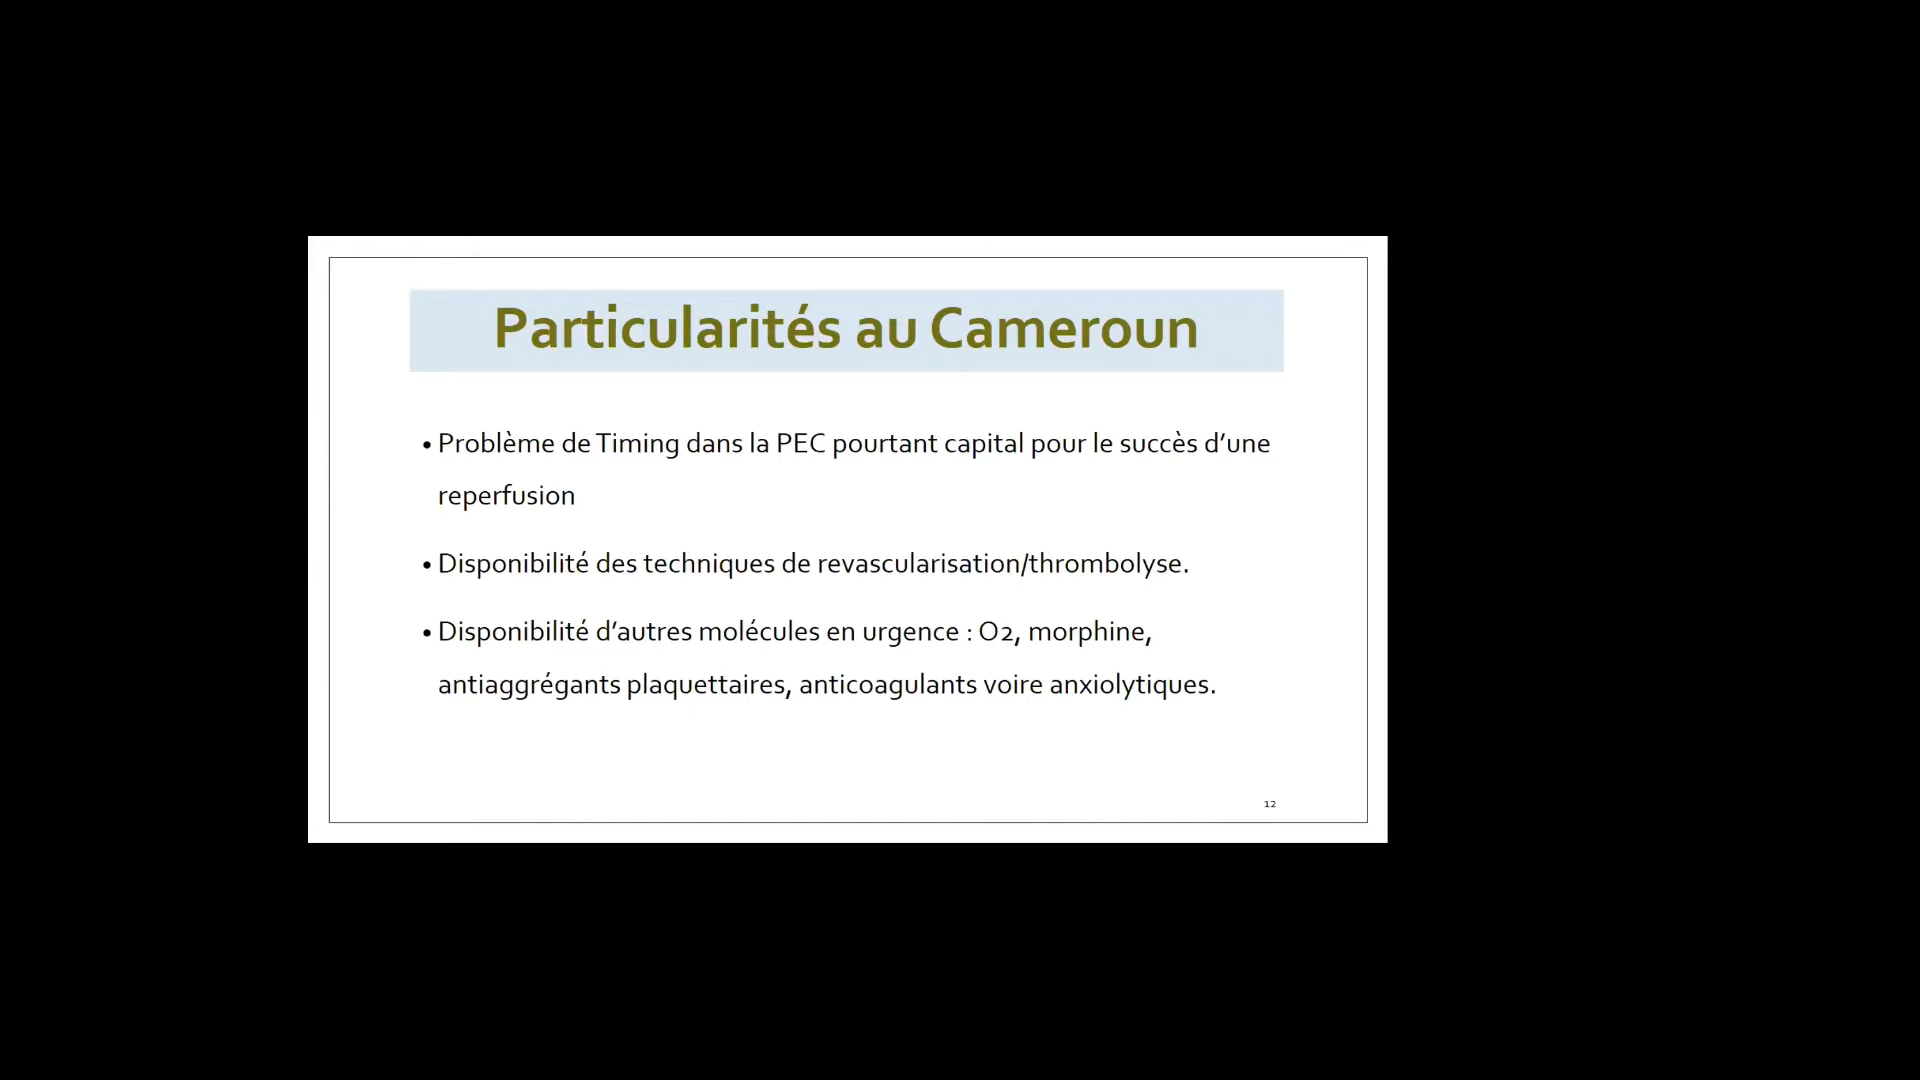 Particularités au Cameroun
• Problème de Timing dans la PEC pourtant capital pour le succès d’une
reperfusion
• Disponibilité des techniques de revascularisation/thrombolyse.
• Disponibilité d’autres molécules en urgence : O2, morphine,
antiaggrégants plaquettaires, anticoagulants voire anxiolytiques.
12